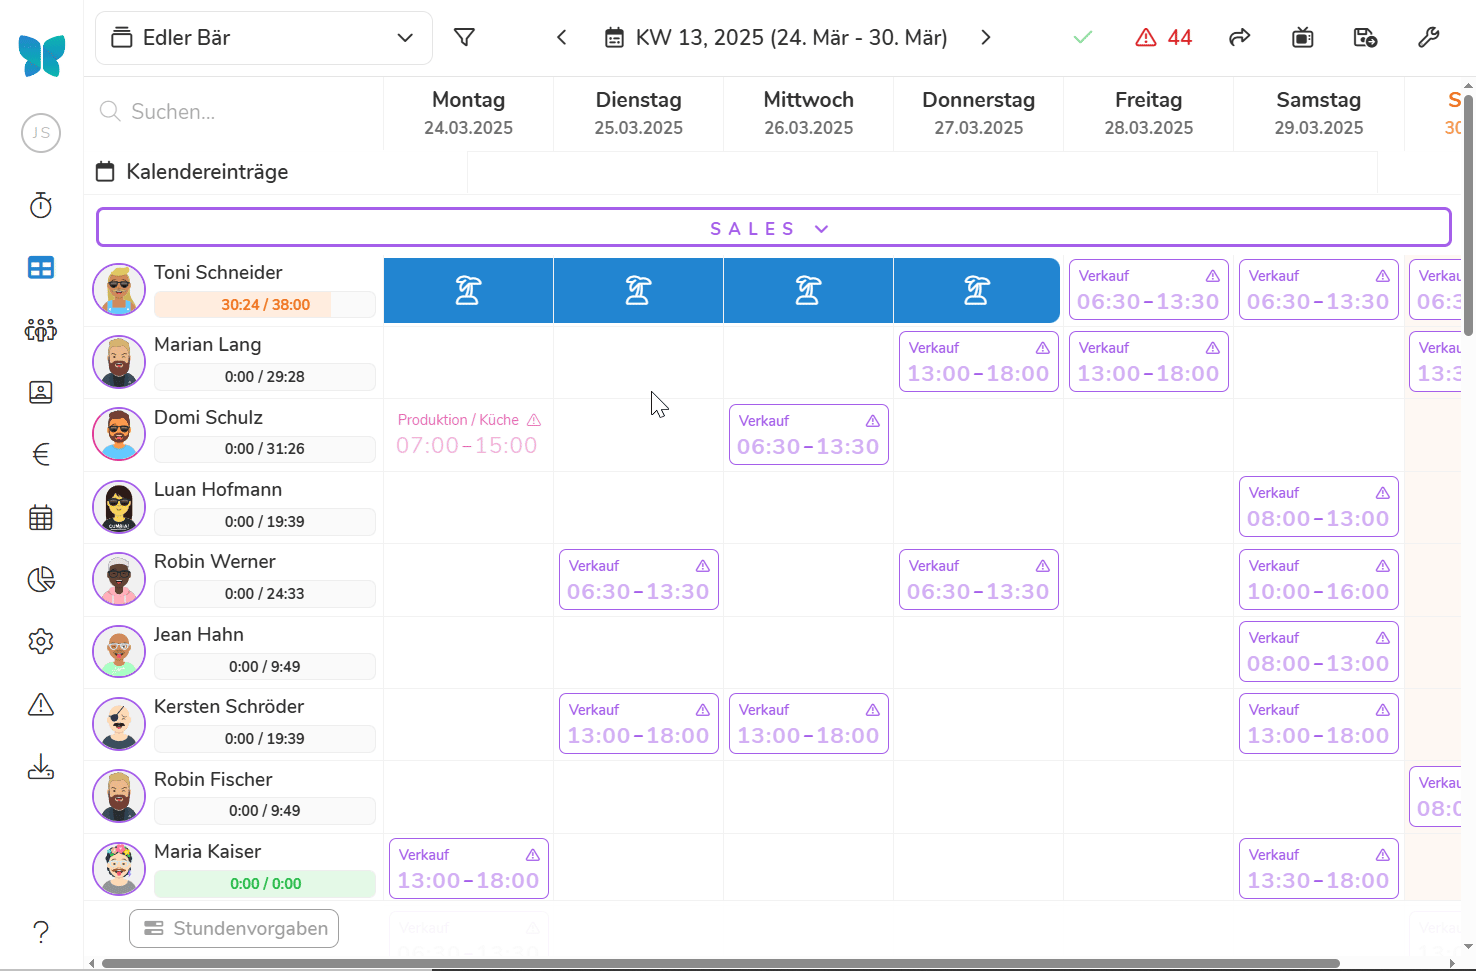 Edler Bär
KW 13, 2025 (24. Mär - 30. Mär)
44
JS
Suchen...
Montag
24.03.2025
Dienstag
25.03.2025
Mittwoch
26.03.2025
Donnerstag
27.03.2025
Freitag
28.03.2025
Samstag
29.03.2025
S
30
Kalendereinträge
SALES
Toni Schneider
30:24 / 38:00
Verkauf
06:30-13:30
Verkauf
06:30-13:30
Verkau
06:3
Marian Lang
0:00 / 29:28
Verkauf
13:00-18:00
Verkauf
13:00-18:00
Verkau
13:3
Domi Schulz
0:00 / 31:26
Produktion / Küche
07:00-15:00
Verkauf
06:30-13:30
Luan Hofmann
0:00 / 19:39
Verkauf
08:00-13:00
Robin Werner
0:00 / 24:33
Verkauf
06:30-13:30
Verkauf
06:30-13:30
Verkauf
10:00-16:00
Jean Hahn
0:00 / 9:49
Verkauf
08:00-13:00
Kersten Schröder
0:00 / 19:39
Verkauf
13:00-18:00
Verkauf
13:00-18:00
Verkauf
13:00-18:00
Robin Fischer
0:00 / 9:49
Verkau
08:0
Maria Kaiser
0:00 / 0:00
Verkauf
13:00-18:00
Verkauf
13:30-18:00
Stundenvorgaben
Verkauf
06:30-13:30